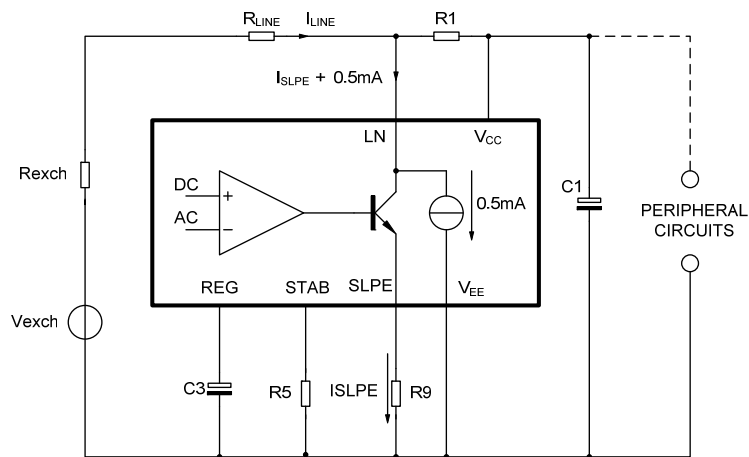 RLINE ILINE R1
ISLPE + 0.5mA
LN VCC
Rexch
DC +
AC −
0.5mA
C1
PERIPHERAL
CIRCUITS
REG STAB SLPE VEE
Vexch
C3 R5 ISLPE R9